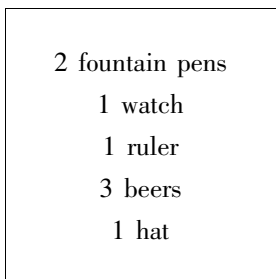 2 fountain pens
1 watch
1 ruler
3 beers
1 hat